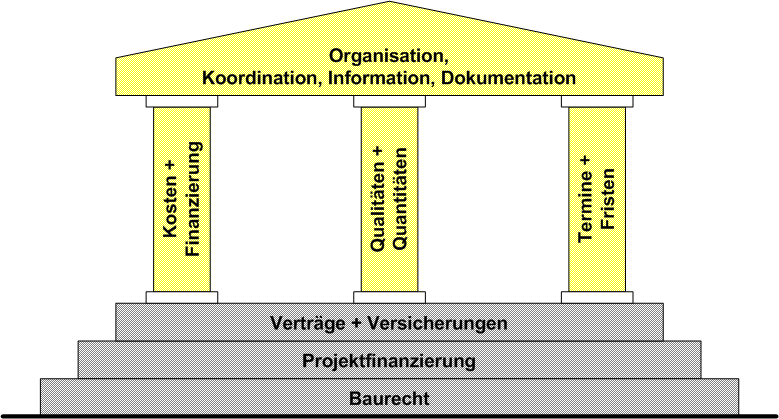 Organisation,
Koordination, Information, Dokumentation
Kosten +
Finanzierung
Qualitäten +
Quantitäten
Termine +
Fristen
Verträge + Versicherungen
Projektfinanzierung
Baurecht